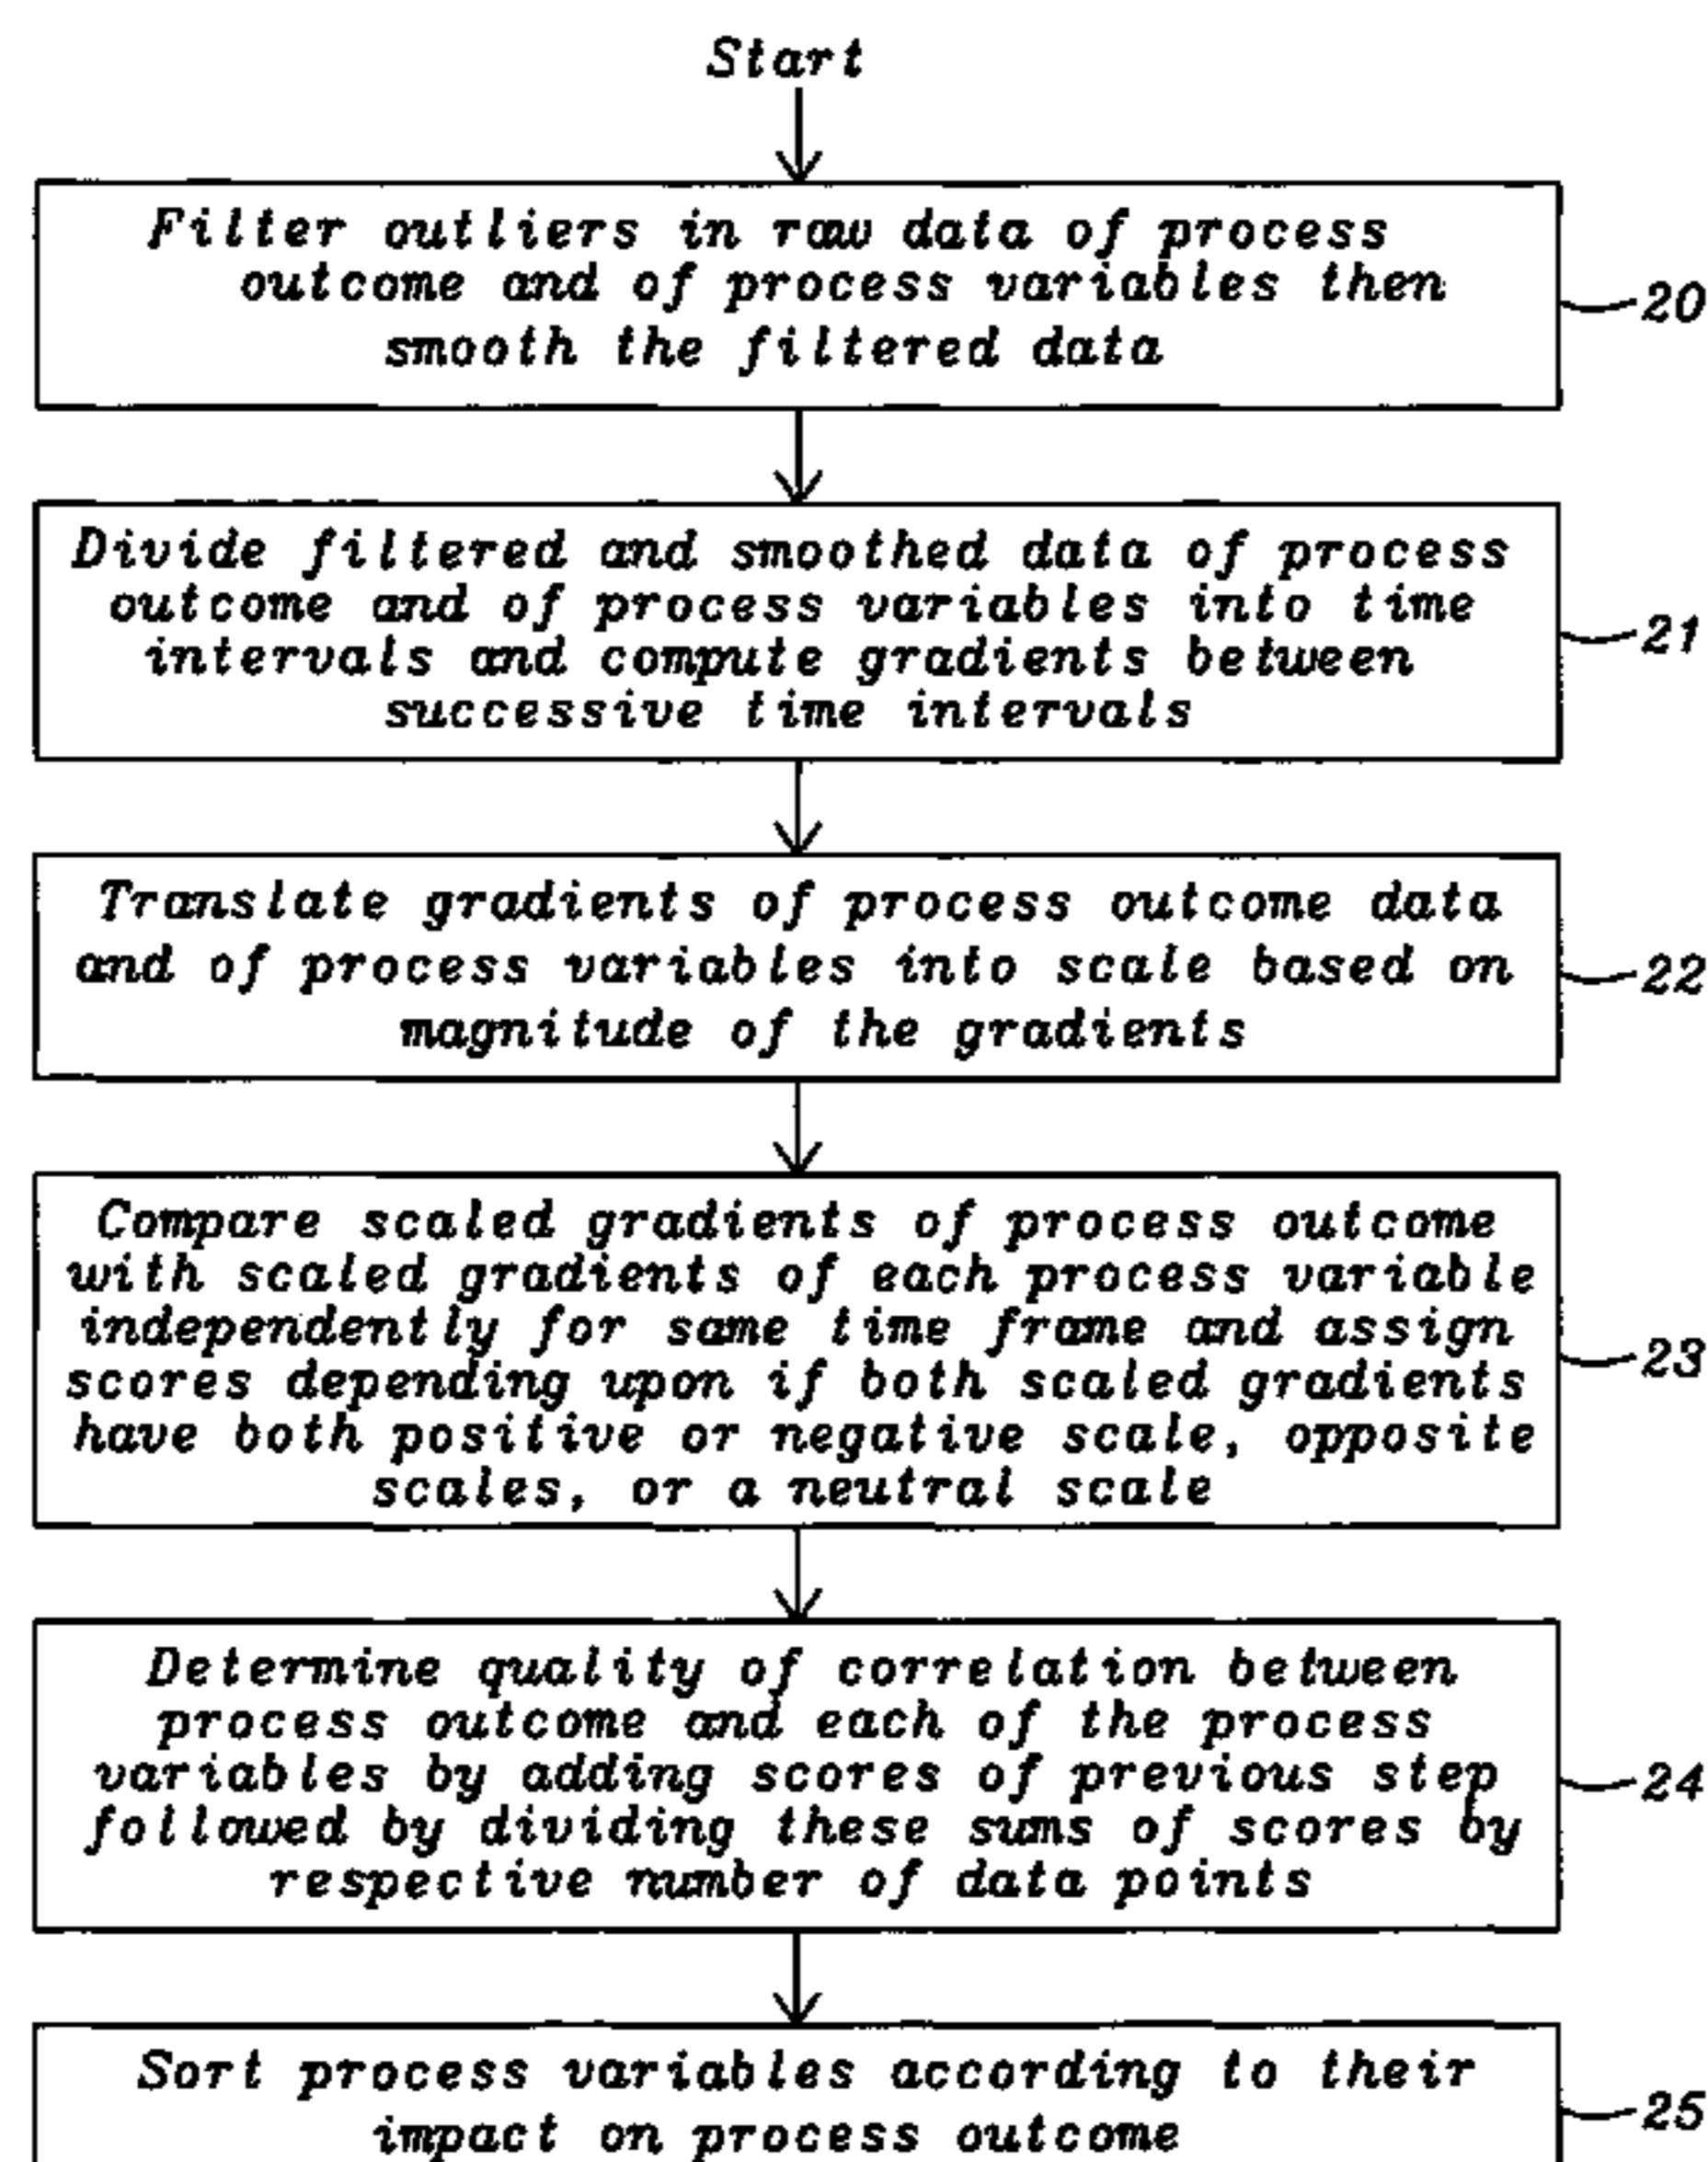 Start
Filter outliers in raw data of process
outcome and of process variables then
smooth the filtered data
20
Divide filtered and smoothed data of process
outcome and of process variables into time
intervals and compute gradients between
successive time intervals
21
Translate gradients of process outcome data
and of process variables into scale based on
magnitude of the gradients
22
Compare scaled gradients of process outcome
with scaled gradients of each process variable
independently for same time frame and assign
scores depending upon if both scaled gradients
have both positive or negative scale, opposite
scales, or a neutral scale
23
Determine quality of correlation between
process outcome and each of the process
variables by adding scores of previous step
followed by dividing these sums of scores by
respective number of data points
24
Sort process variables according to their
impact on process outcome
25